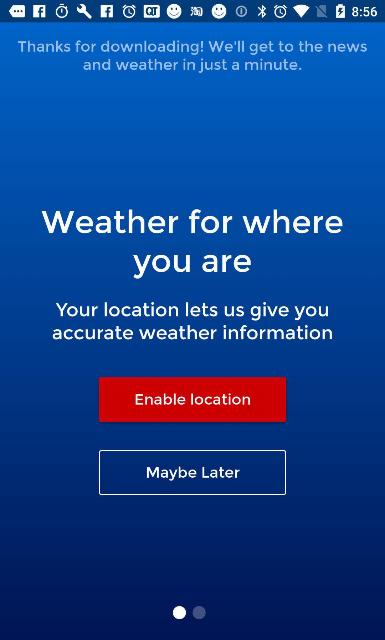 8:56
Thanks for downloading! We'll get to the news
and weather in just a minute.
Weather for where
you are
Your location lets us give you
accurate weather information
Enable location
Maybe Later